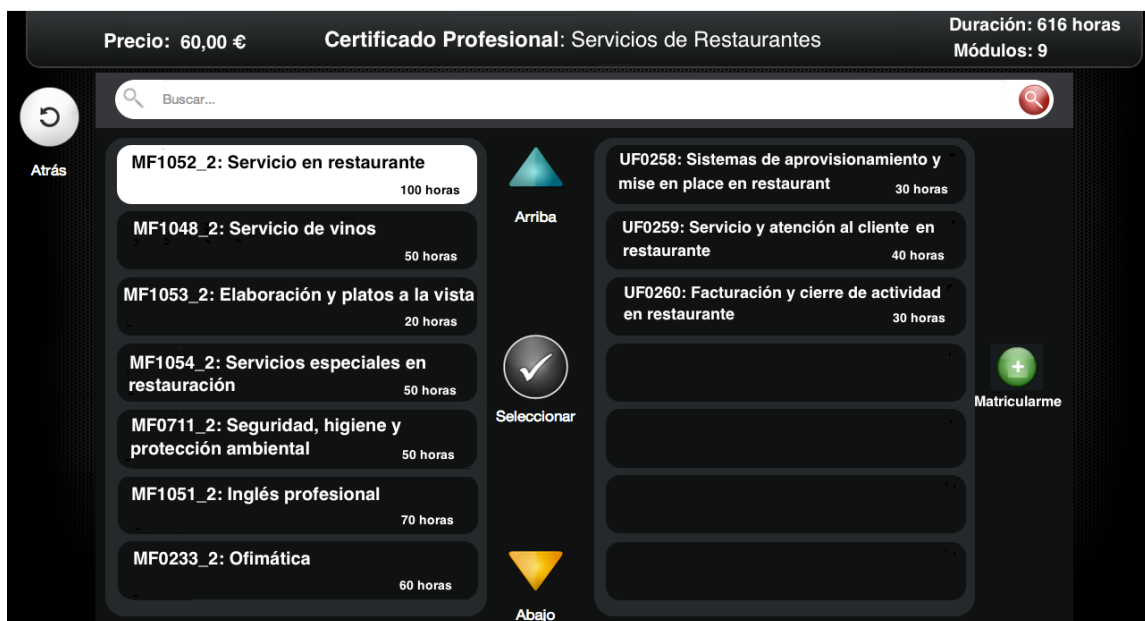 Precio: 60,00 €
Certificado Profesional: Servicios de Restaurantes
Duración: 616 horas
Módulos: 9
Buscar...
Atrás
MF1052_2: Servicio en restaurante
100 horas
MF1048_2: Servicio de vinos
50 horas
MF1053_2: Elaboración y platos a la vista
20 horas
MF1054_2: Servicios especiales en
restauración
50 horas
MF0711_2: Seguridad, higiene y
protección ambiental
50 horas
MF1051_2: Inglés profesional
70 horas
MF0233_2: Ofimática
60 horas
Arriba
Seleccionar
Abajo
UF0258: Sistemas de aprovisionamiento y
mise en place en restaurant
30 horas
UF0259: Servicio y atención al cliente en
restaurante
40 horas
UF0260: Facturación y cierre de actividad
en restaurante
30 horas
Matricularme